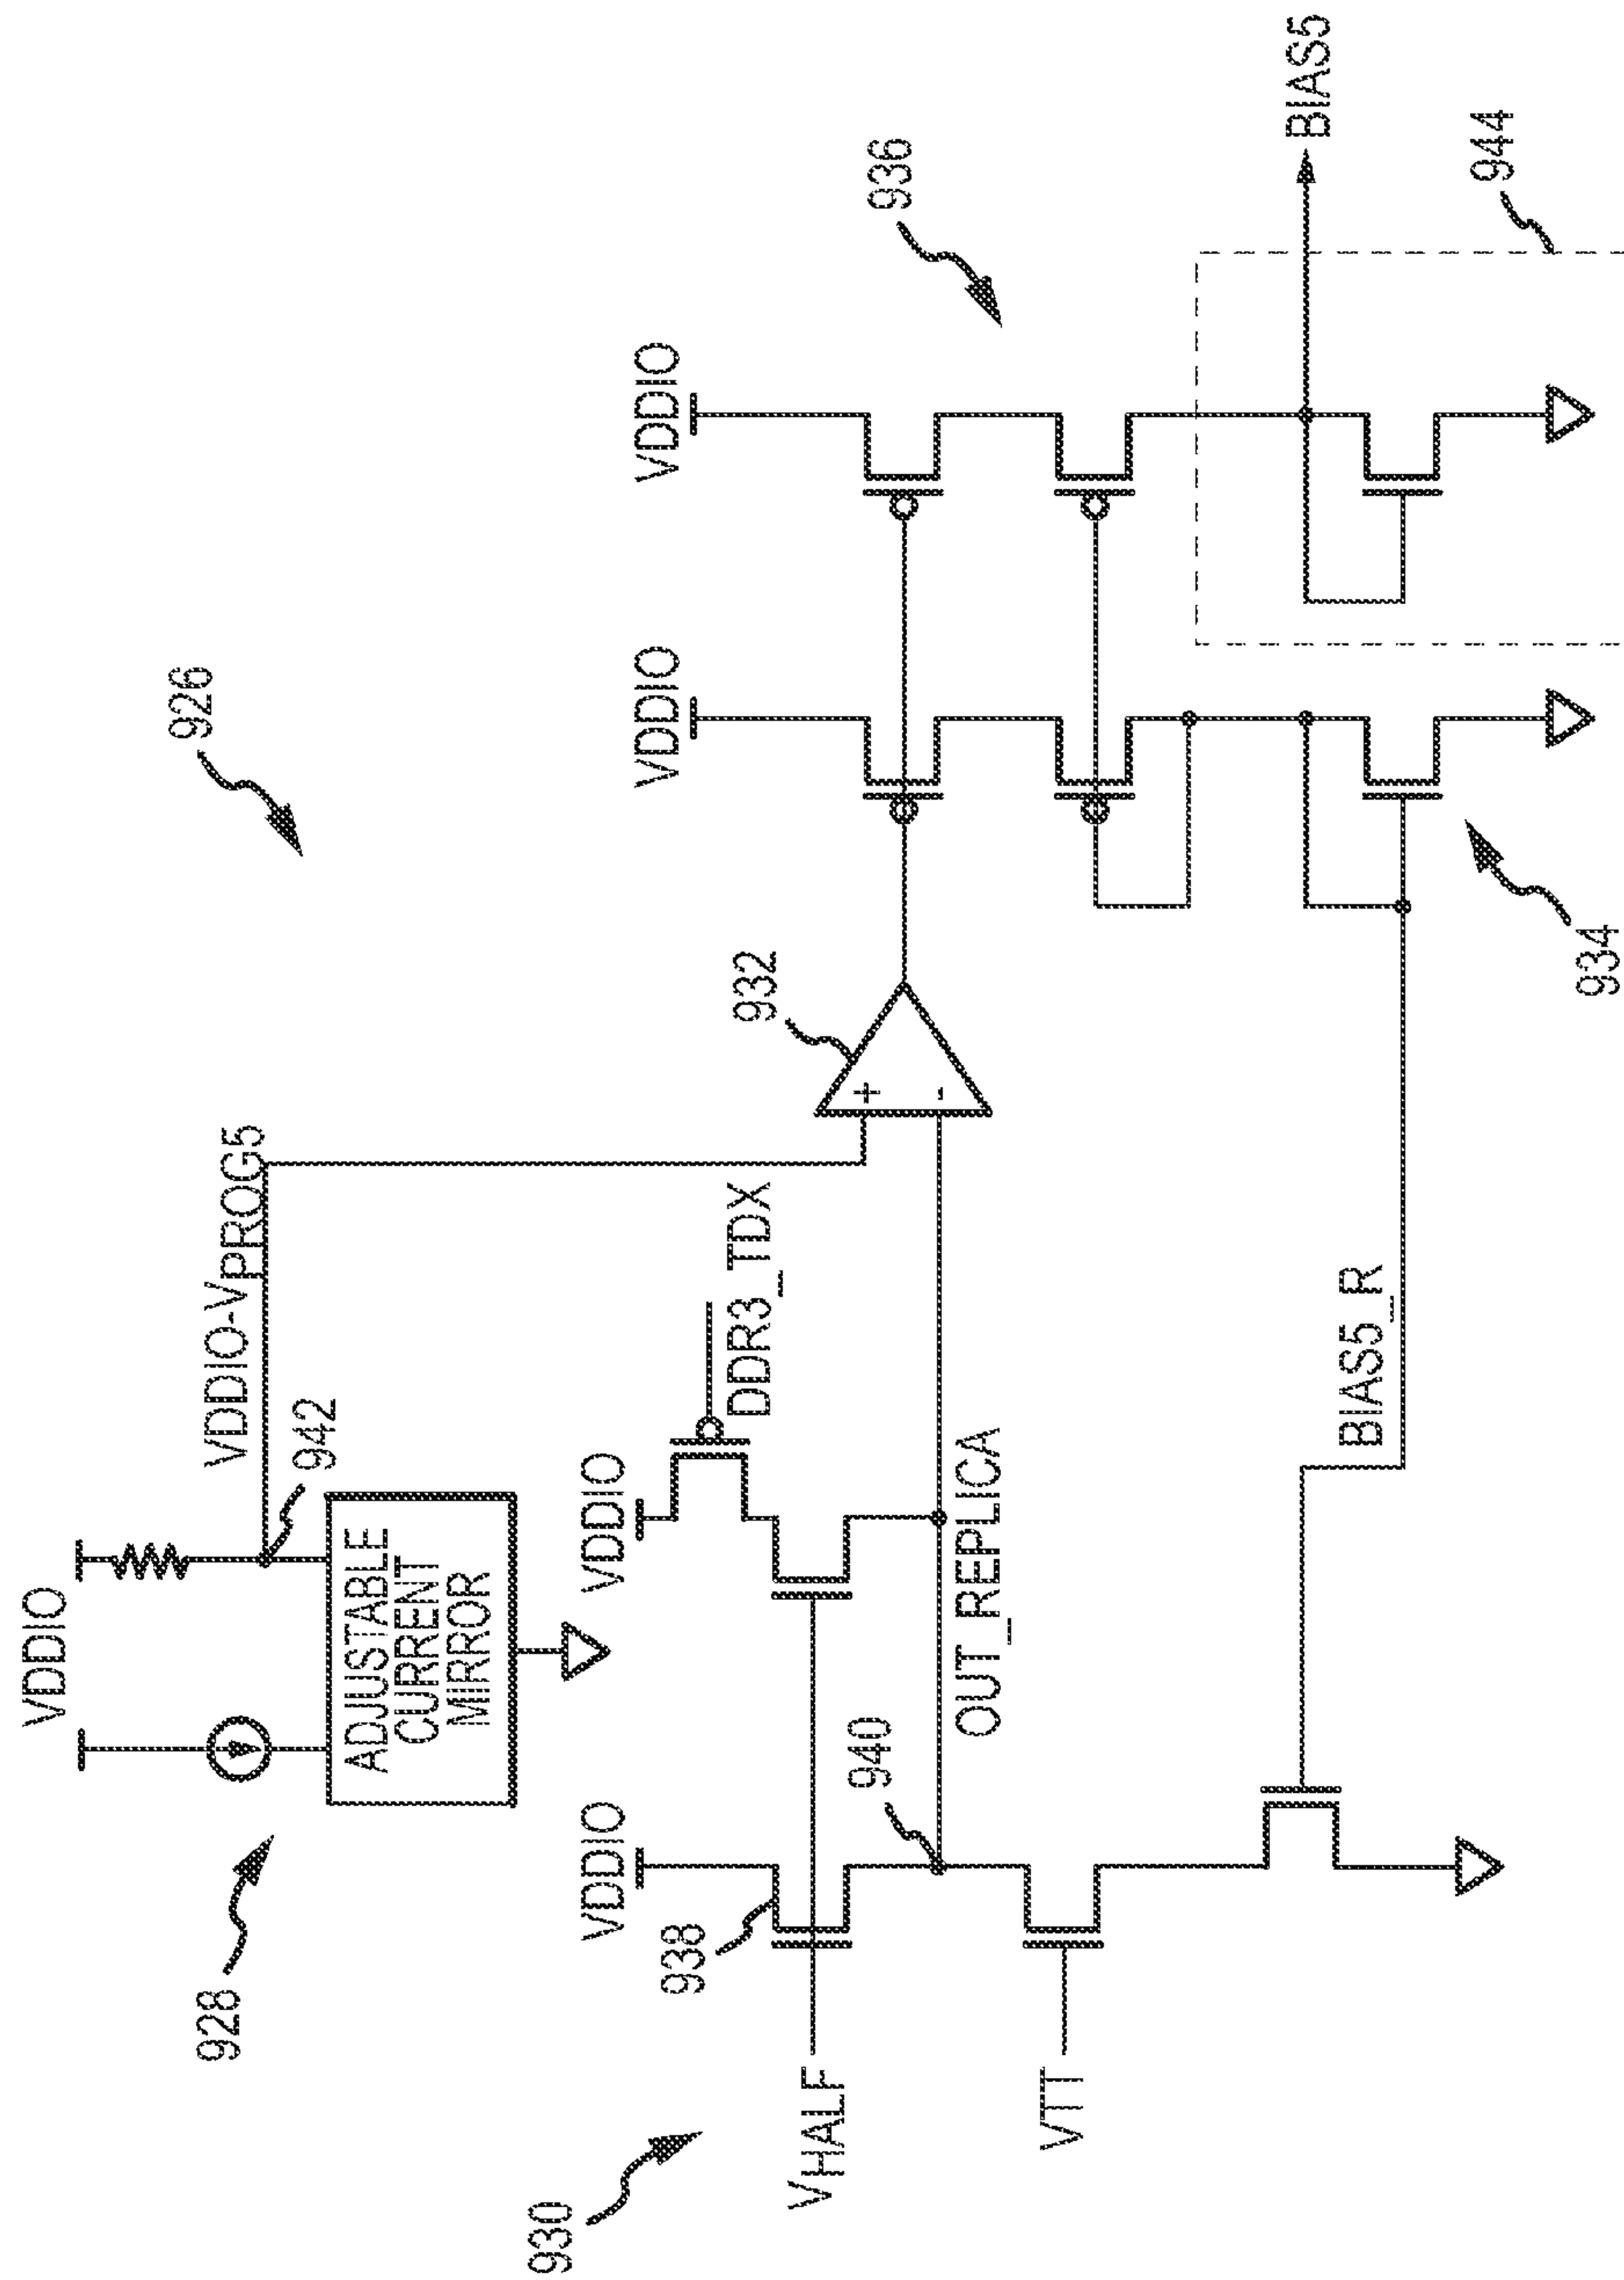 926
928
VDDIO
VDDIO-VPROG5
942
ADJUSTABLE
CURRENT
MIRROR
930
938
VDDIO
VDDIO
DDR3_TDX
932
+
-
VDDIO
VDDIO
936
VHALF
940
OUT_REPLICA
VTT
BIAS5_R
934
BIAS5
944